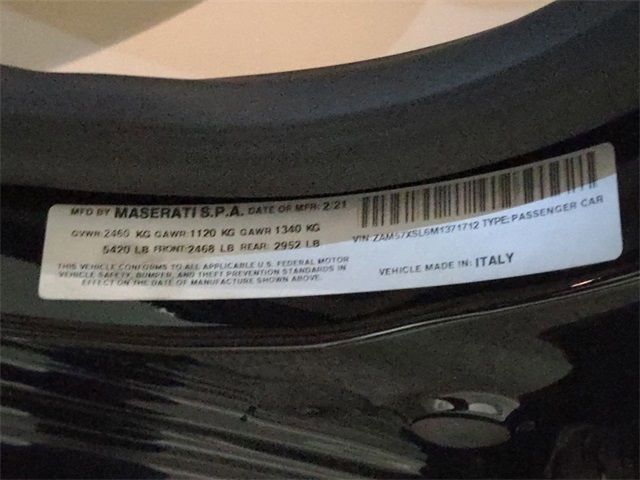 MFD BY MASERATI S.P.A. DATE OF MFR: 2/21
GVWR: 2460 KG GAWR 1120 KG GAWR 1340 KG
5420 LB FRONT: 2468 LB REAR: 2952 LB
THIS VEHICLE CONFORMS TO ALL APPLICABLE U.S. FEDERAL MOTOR
VEHICLE SAFETY, BUMPER, AND THEFT PREVENTION STANDARDS IN
EFFECT ON THE DATE OF MANUFACTURE SHOWN ABOVE.
VIN: ZAM57XSL6M1371712 TYPE: PASSENGER CAR
VEHICLE MADE IN: ITALY